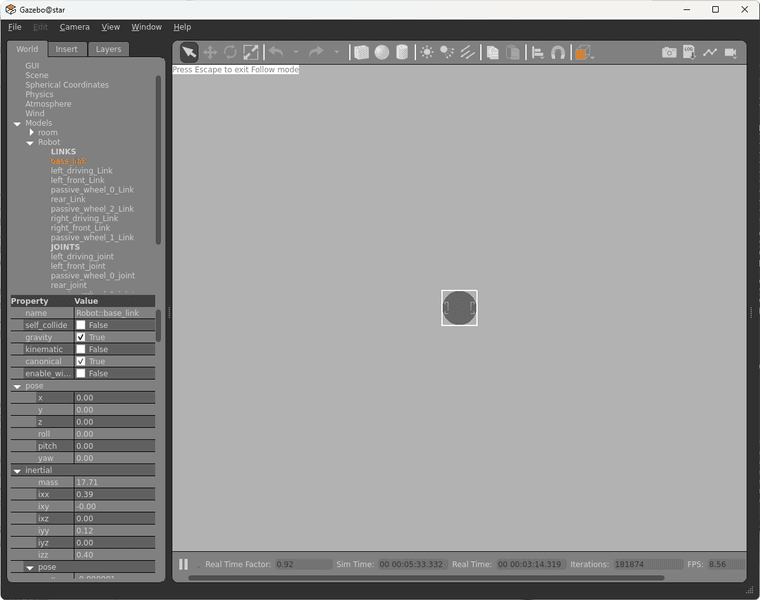 Gazebo@star
File Edit Camera View Window Help
World Insert Layers
Press Escape to exit Follow mode
GUI
Scene
Spherical Coordinates
Physics
Atmosphere
Wind
Models
room
Robot
LINKS
base_link
left_driving_Link
left_front_Link
passive_wheel_0_Link
rear_Link
passive_wheel_2_Link
right_driving_Link
right_front_Link
passive_wheel_1_Link
JOINTS
left_driving_joint
left_front_joint
passive_wheel_0_joint
rear_joint
Property Value
name Robot::base_link
self_collide False
gravity True
kinematic False
canonical True
enable_wi... False
pose
x 0.00
y 0.00
z 0.00
roll 0.00
pitch 0.00
yaw 0.00
inertial
mass 17.71
ixx 0.39
ixy -0.00
ixz 0.00
iyy 0.12
iyz 0.00
izz 0.40
pose
Real Time Factor: 0.92 Sim Time: 00 00:05:33.332 Real Time: 00 00:03:14.319 Iterations: 181874 FPS: 8.56